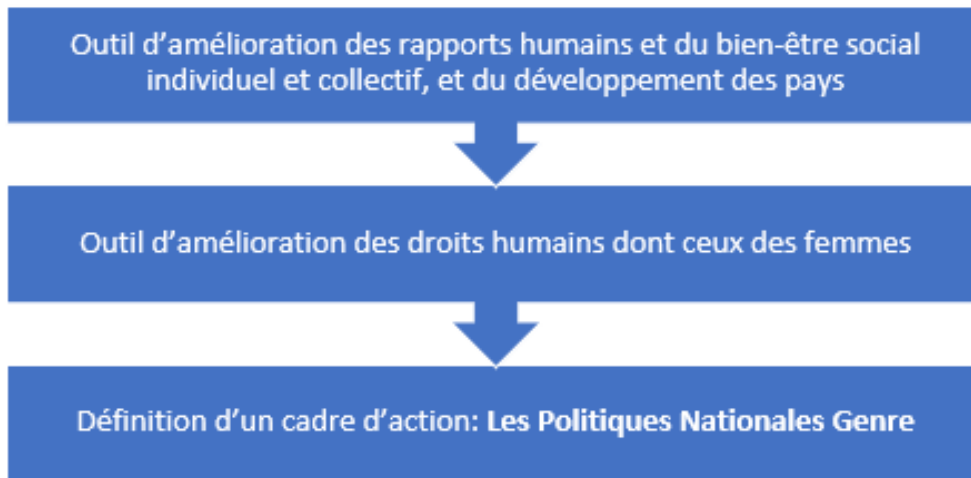 Outil d’amélioration des rapports humains et du bien-être social
individuel et collectif, et du développement des pays
Outil d’amélioration des droits humains dont ceux des femmes
Définition d’un cadre d’action: Les Politiques Nationales Genre